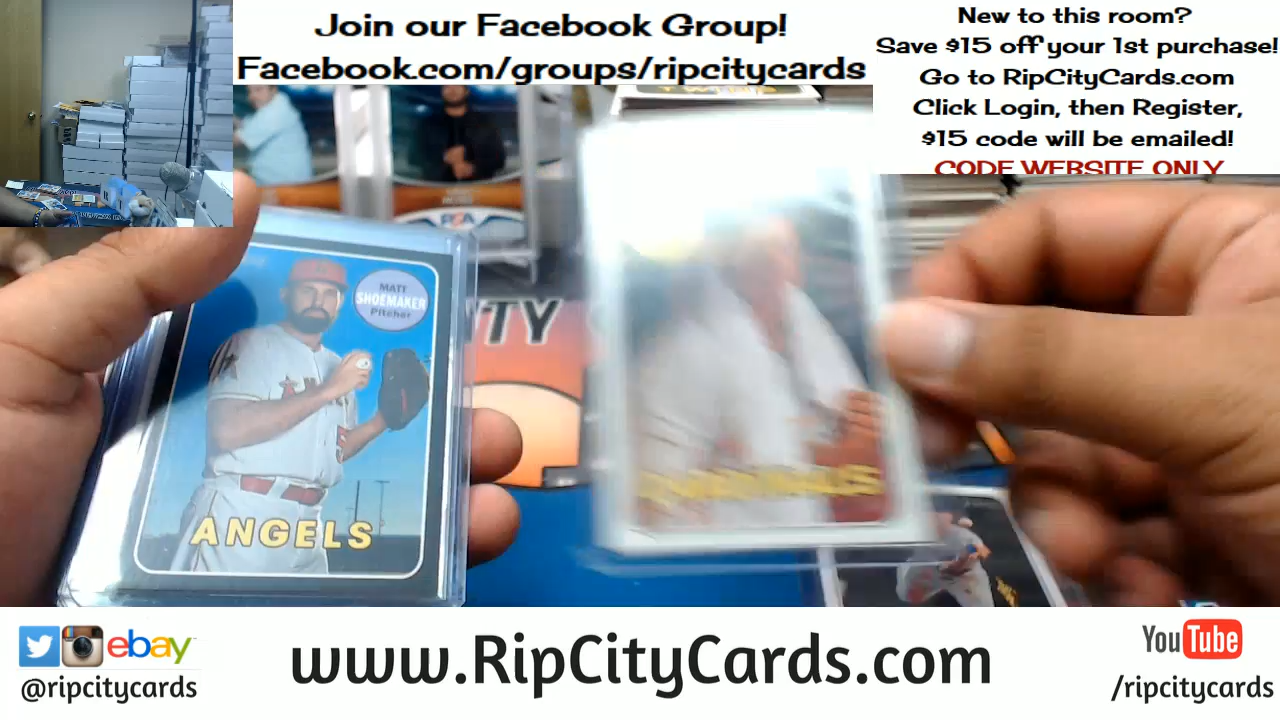 Join our Facebook Group!
Facebook.com/groups/ripcitycards
New to this room?
Save $15 off your 1st purchase!
Go to RipCityCards.com
Click Login, then Register,
$15 code will be emailed!
CODE WEBSITE ONLY
TWINS
MATT
SHOEMAKER
Pitcher
ANGELS
CARDINALS
ebay
@ripcitycards
www.RipCityCards.com
YouTube
/ripcitycards